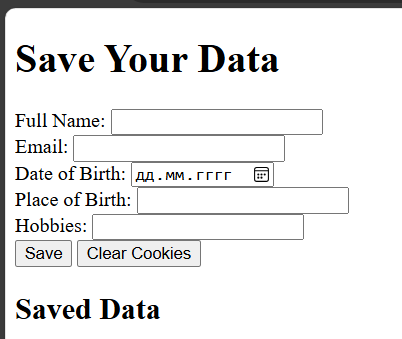 Save Your Data
Full Name:
Email:
Date of Birth: дд.мм.гггг
Place of Birth:
Hobbies:
Save Clear Cookies
Saved Data